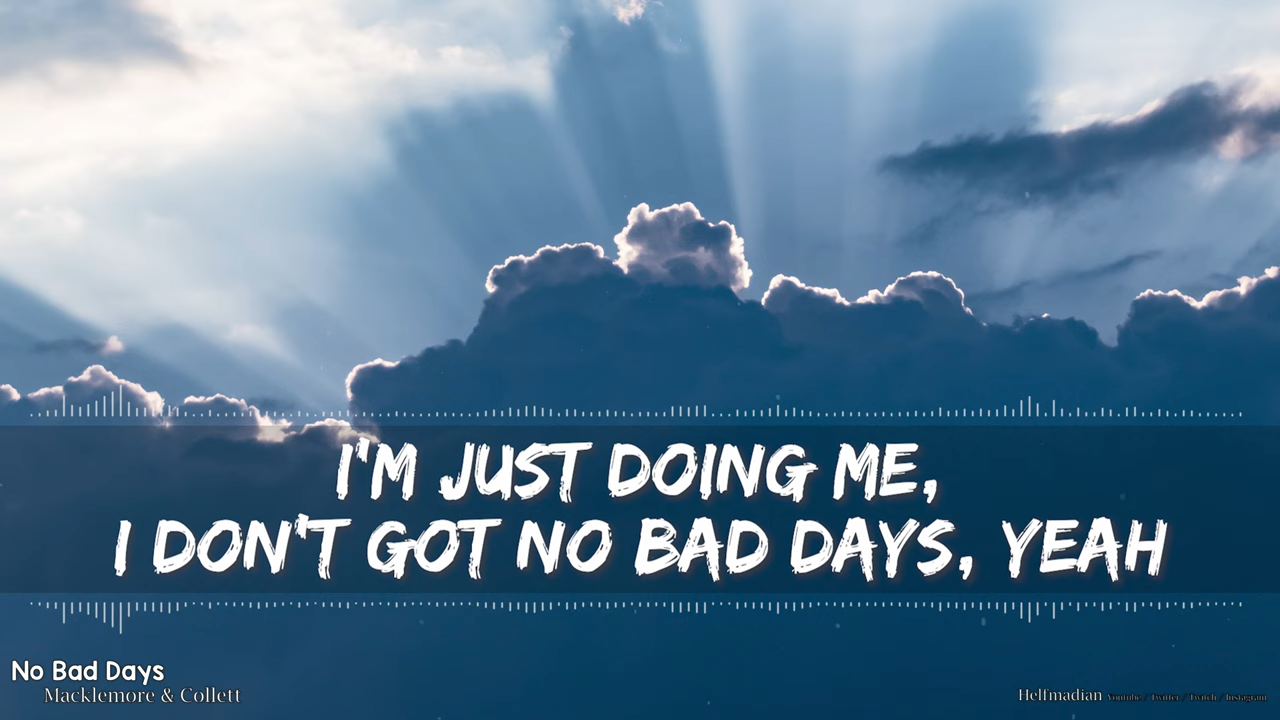 I'M JUST DOING ME,
I DON'T GOT NO BAD DAYS, YEAH
No Bad Days
Macklemore & Collett
Helfmadian Youtube / Twitter / Twitch / Instagram